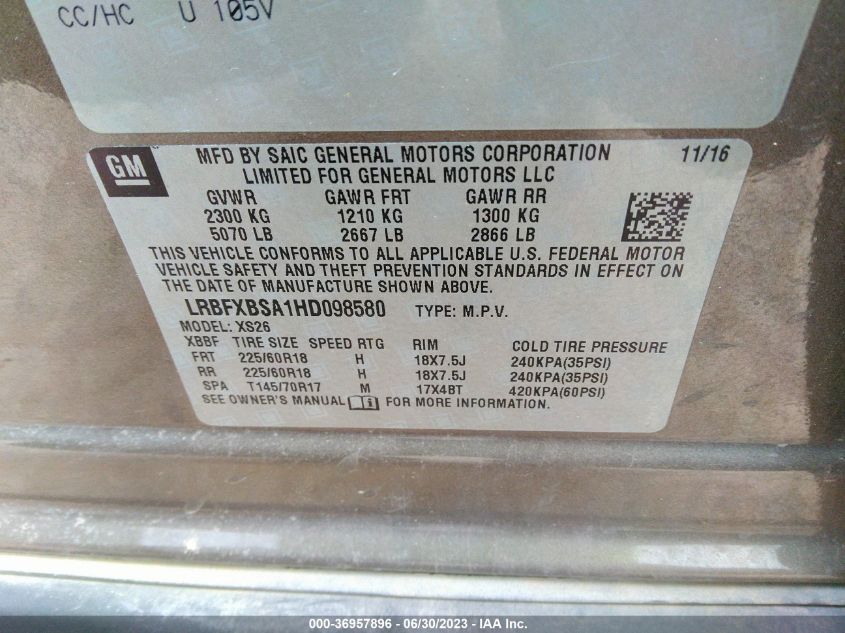 CC/HC U 105V
GM
MFD BY SAIC GENERAL MOTORS CORPORATION 11/16
LIMITED FOR GENERAL MOTORS LLC
GVWR GAWR FRT GAWR RR
2300 KG 1210 KG 1300 KG
5070 LB 2667 LB 2866 LB
THIS VEHICLE CONFORMS TO ALL APPLICABLE U.S. FEDERAL MOTOR
VEHICLE SAFETY AND THEFT PREVENTION STANDARDS IN EFFECT ON
THE DATE OF MANUFACTURE SHOWN ABOVE.
LRBFXBSA1HD098580 TYPE: M.P.V.
MODEL: XS26
XBBF TIRE SIZE SPEED RTG RIM COLD TIRE PRESSURE
FRT 225/60R18 H 18X7.5J 240KPA(35PSI)
RR 225/60R18 H 18X7.5J 240KPA(35PSI)
SPA T145/70R17 M 17X4BT 420KPA(60PSI)
SEE OWNER'S MANUAL i FOR MORE INFORMATION.
000-36957896 - 06/30/2023 - IAA Inc.